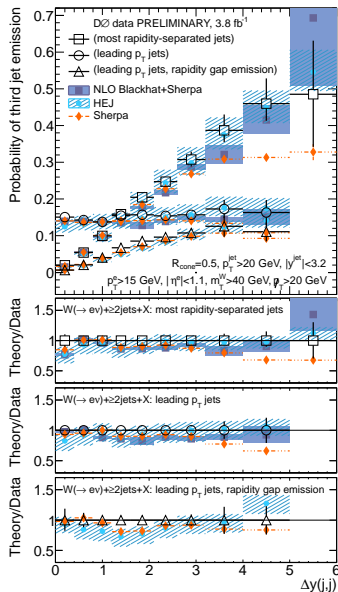 Probability of third jet emission
0.7
0.6
0.5
0.4
0.3
0.2
0.1
0
DØ data PRELIMINARY, 3.8 fb⁻¹
(most rapidity-separated jets)
(leading p_T jets)
(leading p_T jets, rapidity gap emission)
NLO Blackhat+Sherpa
HEJ
Sherpa
R_cone=0.5, p_T^jet>20 GeV, |y^jet|<3.2
p_T^e>15 GeV, |η^e|<1.1, m_T^W>40 GeV, p̸_T>20 GeV
Theory/Data
1.5
1
0.5
W(→ eν)+≥2jets+X: most rapidity-separated jets
Theory/Data
1.5
1
0.5
W(→ eν)+≥2jets+X: leading p_T jets
Theory/Data
1.5
1
0.5
W(→ eν)+≥2jets+X: leading p_T jets, rapidity gap emission
0 1 2 3 4 5 6
Δy(j,j)